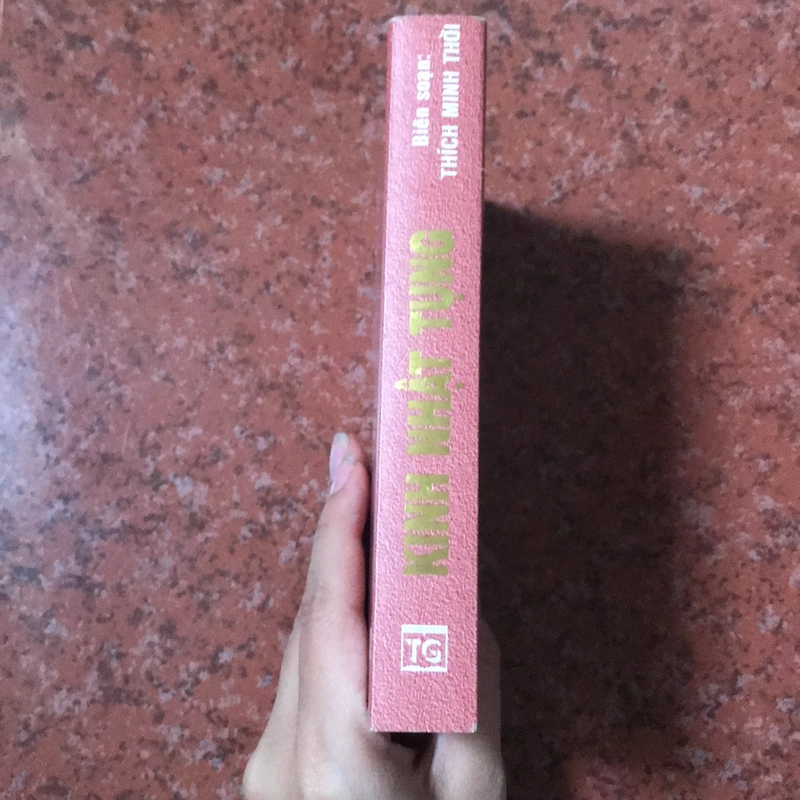 Biên soạn:
THÍCH MINH THỜI
KINH NHẬT TỤNG
TG